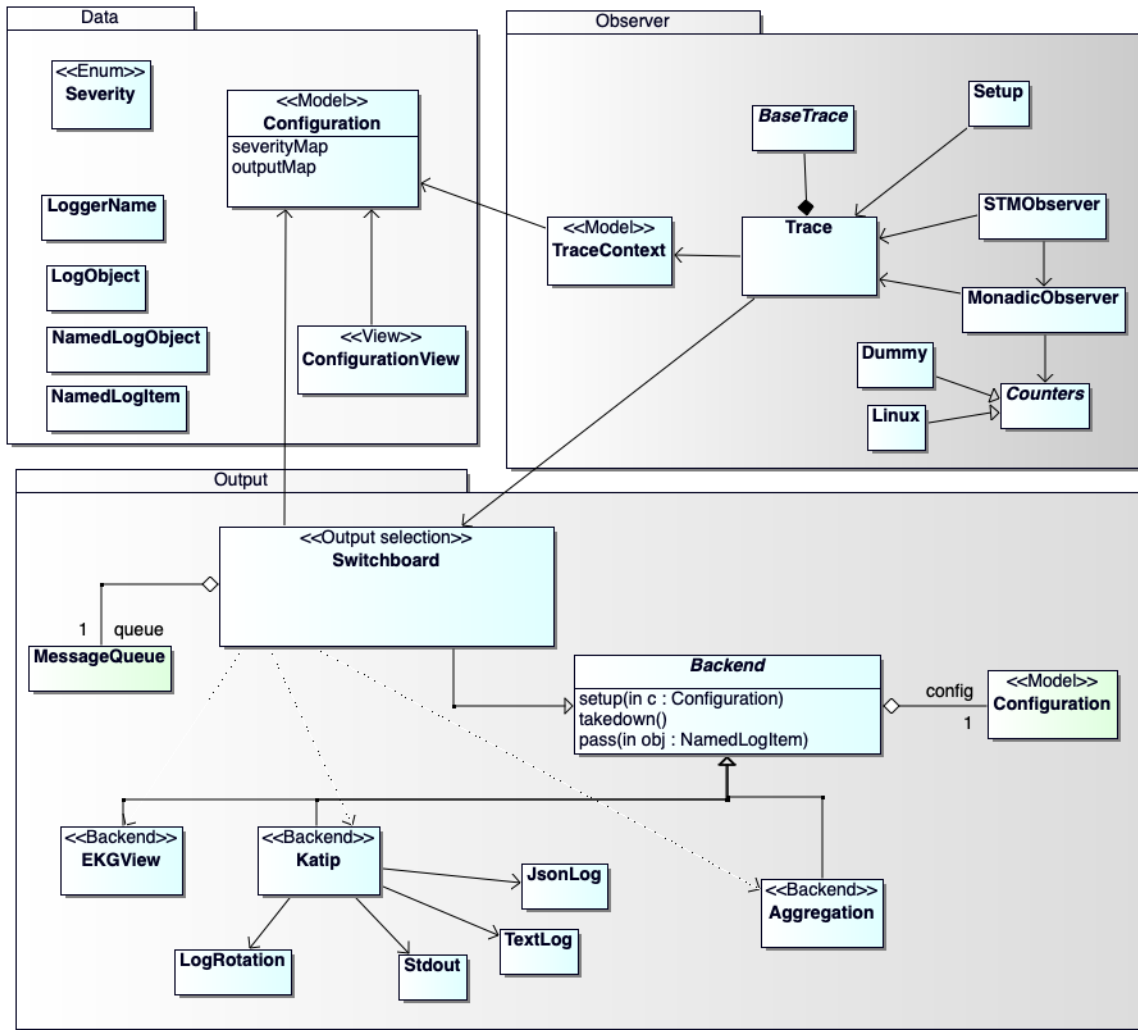 Data
<<Enum>>
Severity
<<Model>>
Configuration
severityMap
outputMap
LoggerName
LogObject
NamedLogObject
NamedLogItem
<<View>>
ConfigurationView
Observer
BaseTrace
Setup
<<Model>>
TraceContext
Trace
STMObserver
MonadicObserver
Dummy
Linux
Counters
Output
<<Output selection>>
Switchboard
1 queue
MessageQueue
Backend
setup(in c : Configuration)
takedown()
pass(in obj : NamedLogItem)
config
1
<<Model>>
Configuration
<<Backend>>
EKGView
<<Backend>>
Katip
JsonLog
<<Backend>>
Aggregation
TextLog
LogRotation
Stdout